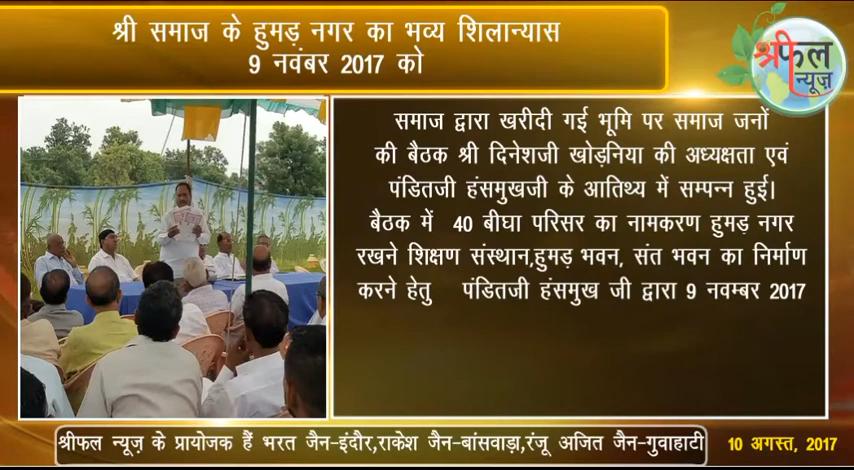 श्री समाज के हुमड़ नगर का भव्य शिलान्यास
9 नवंबर 2017 को
श्रीफल
न्यूज़
समाज द्वारा खरीदी गई भूमि पर समाज जनों
की बैठक श्री दिनेशजी खोड़निया की अध्यक्षता एवं
पंडितजी हंसमुखजी के आतिथ्य में सम्पन्न हुई।
बैठक में 40 बीघा परिसर का नामकरण हुमड़ नगर
रखने शिक्षण संस्थान,हुमड़ भवन, संत भवन का निर्माण
करने हेतु पंडितजी हंसमुख जी द्वारा 9 नवम्बर 2017
श्रीफल न्यूज़ के प्रायोजक हैं भरत जैन-इंदौर,राकेश जैन-बांसवाड़ा,रंजू अजित जैन-गुवाहाटी
10 अगस्त, 2017